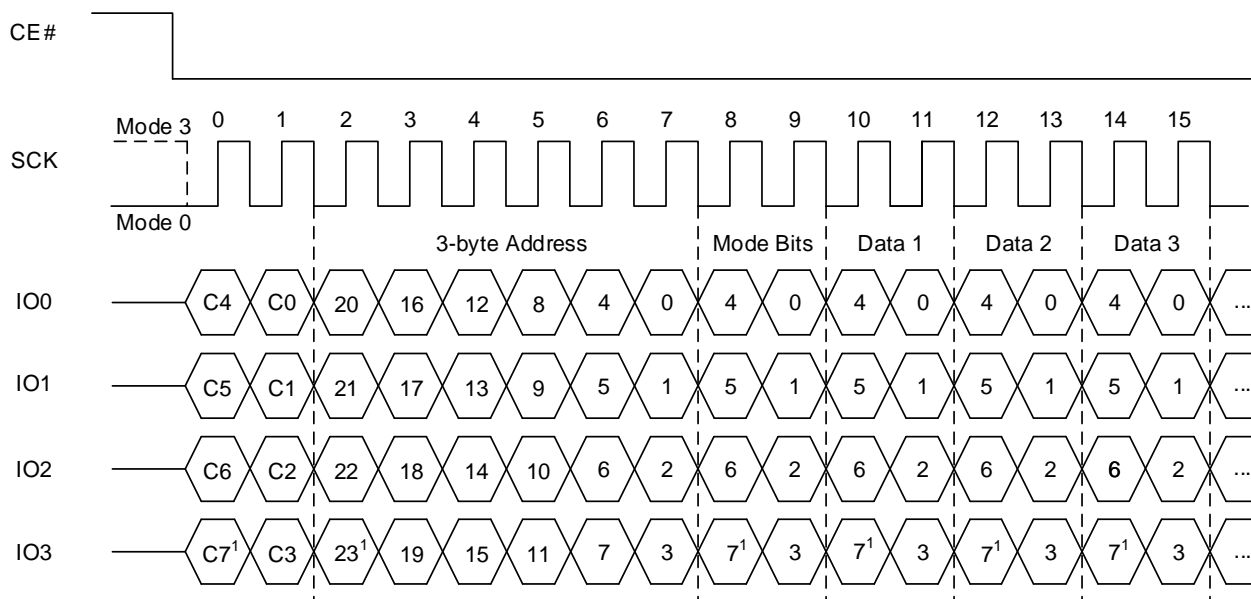 CE#
Mode 3 0 1 2 3 4 5 6 7 8 9 10 11 12 13 14 15
SCK
Mode 0
3-byte Address Mode Bits Data 1 Data 2 Data 3
IO0 C4 C0 20 16 12 8 4 0 4 0 4 0 4 0 4 0 ...
IO1 C5 C1 21 17 13 9 5 1 5 1 5 1 5 1 5 1 ...
IO2 C6 C2 22 18 14 10 6 2 6 2 6 2 6 2 6 2 ...
IO3 C7¹ C3 23¹ 19 15 11 7 3 7¹ 3 7¹ 3 7¹ 3 7¹ 3 ...